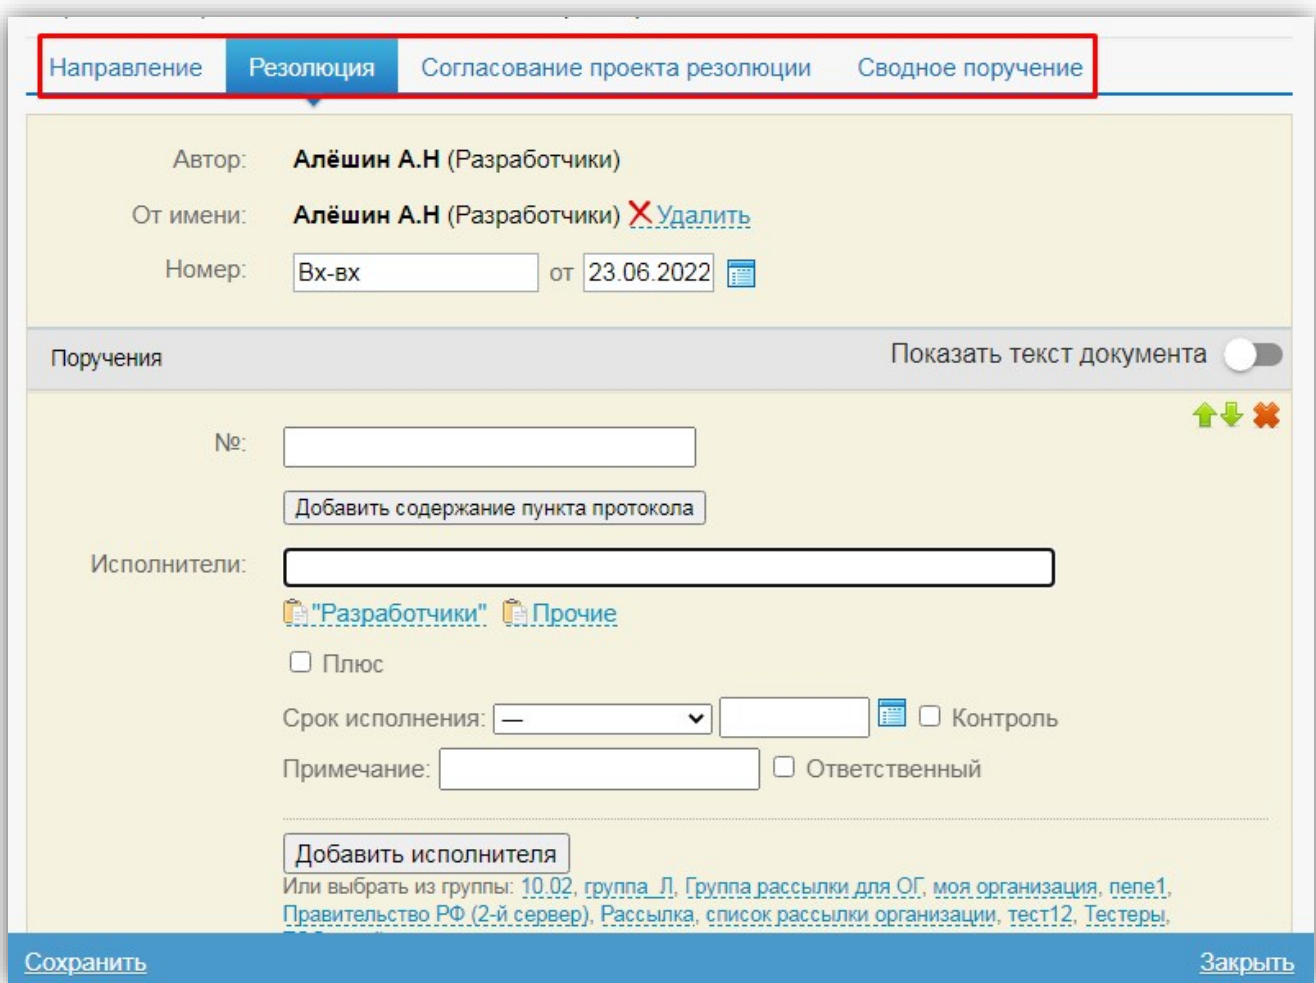 Направление Резолюция Согласование проекта резолюции Сводное поручение
Автор: Алёшин А.Н (Разработчики)
От имени: Алёшин А.Н (Разработчики) Удалить
Номер: Вх-вх от 23.06.2022
Поручения Показать текст документа
№:
Добавить содержание пункта протокола
Исполнители:
"Разработчики" Прочие
Плюс
Срок исполнения: — Контроль
Примечание: Ответственный
Добавить исполнителя
Или выбрать из группы: 10.02, группа_Л, Группа рассылки для ОГ, моя организация, пепе1,
Правительство РФ (2-й сервер), Рассылка, список рассылки организации, тест12, Тестеры,
Сохранить Закрыть